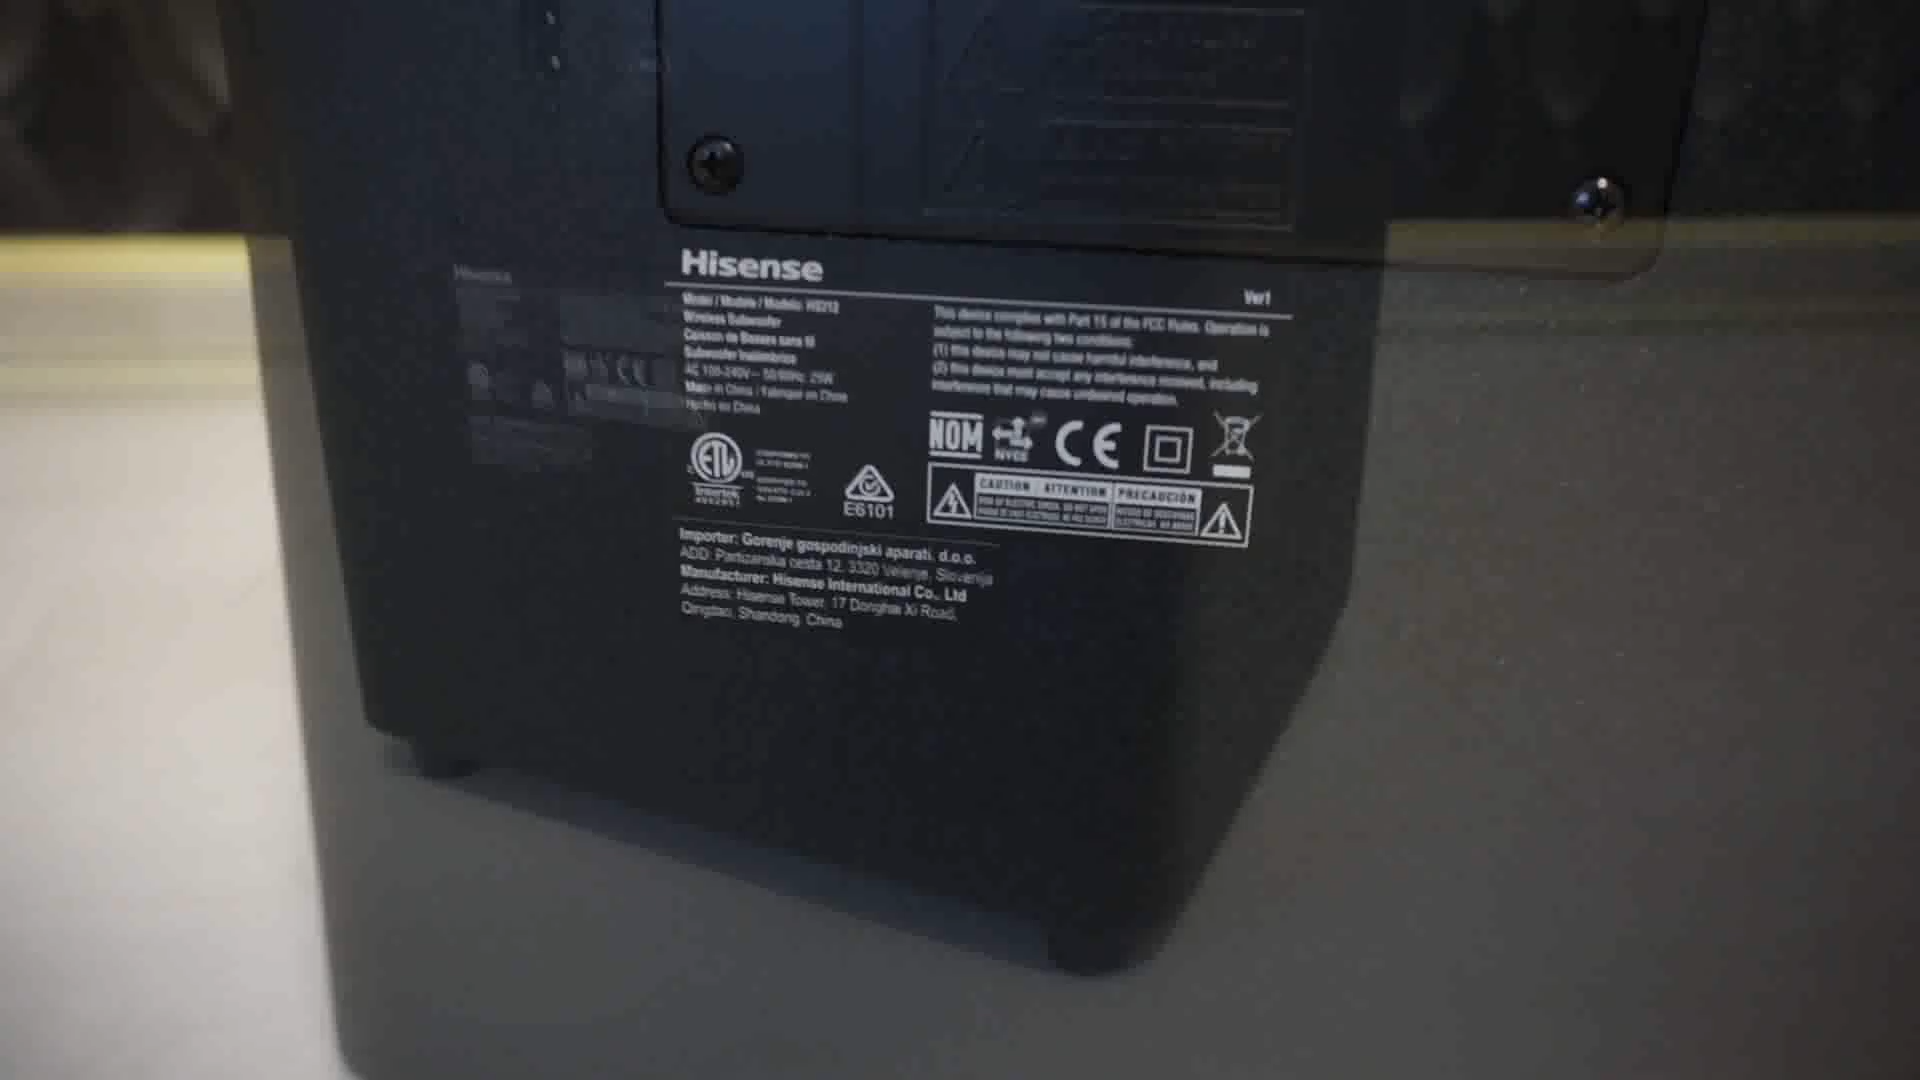 Hisense
Ver1
Model / Modèle / Modelo: HS212
Wireless Subwoofer
Caisson de Basses sans fil
Subwoofer Inalámbrico
AC 100-240V~ 50/60Hz, 25W
Made in China / Fabriqué en Chine
Hecho en China
This device complies with Part 15 of the FCC Rules. Operation is
subject to the following two conditions:
(1) this device may not cause harmful interference, and
(2) this device must accept any interference received, including
interference that may cause undesired operation.
ETL
Intertek
E6101
NOM
NYCE
CE
CAUTION ATTENTION PRECAUCIÓN
Importer: Gorenje gospodinjski aparati, d.o.o.
ADD: Partizanska cesta 12, 3320 Velenje, Slovenija
Manufacturer: Hisense International Co., Ltd
Address: Hisense Tower, 17 Donghai Xi Road,
Qingdao, Shandong, China
Hisense
CE